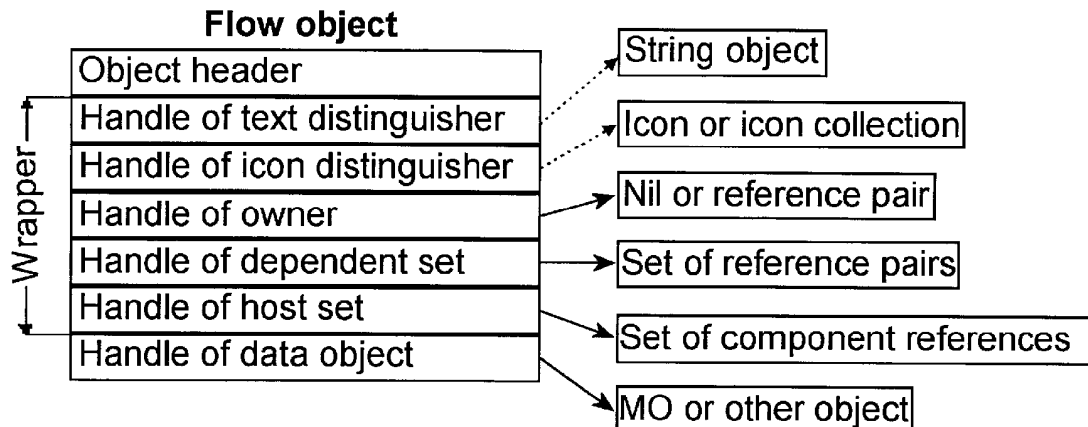 Flow object
Object header
Handle of text distinguisher
Handle of icon distinguisher
Handle of owner
Handle of dependent set
Handle of host set
Handle of data object
Wrapper
String object
Icon or icon collection
Nil or reference pair
Set of reference pairs
Set of component references
MO or other object